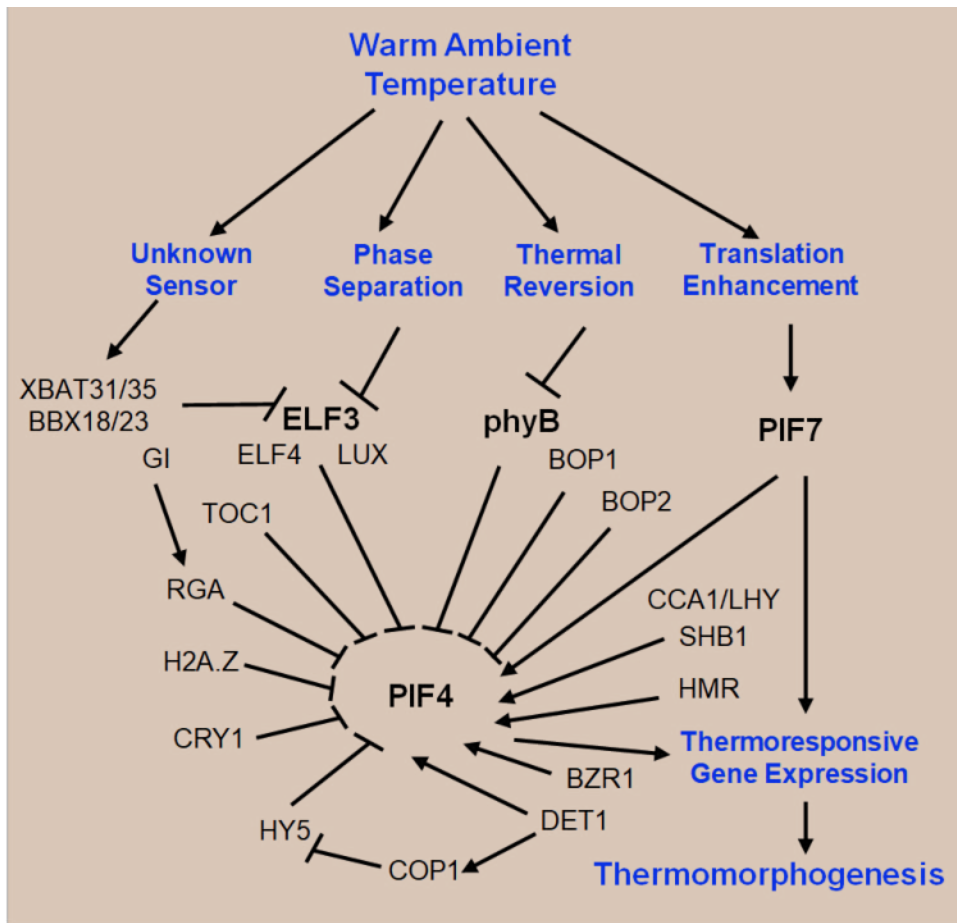 Warm Ambient
Temperature
Unknown
Sensor
Phase
Separation
Thermal
Reversion
Translation
Enhancement
XBAT31/35
BBX18/23
ELF3
ELF4 LUX
phyB
PIF7
GI
BOP1
BOP2
TOC1
RGA
CCA1/LHY
SHB1
H2A.Z
PIF4
HMR
CRY1
Thermoresponsive
Gene Expression
BZR1
HY5
DET1
COP1
Thermomorphogenesis